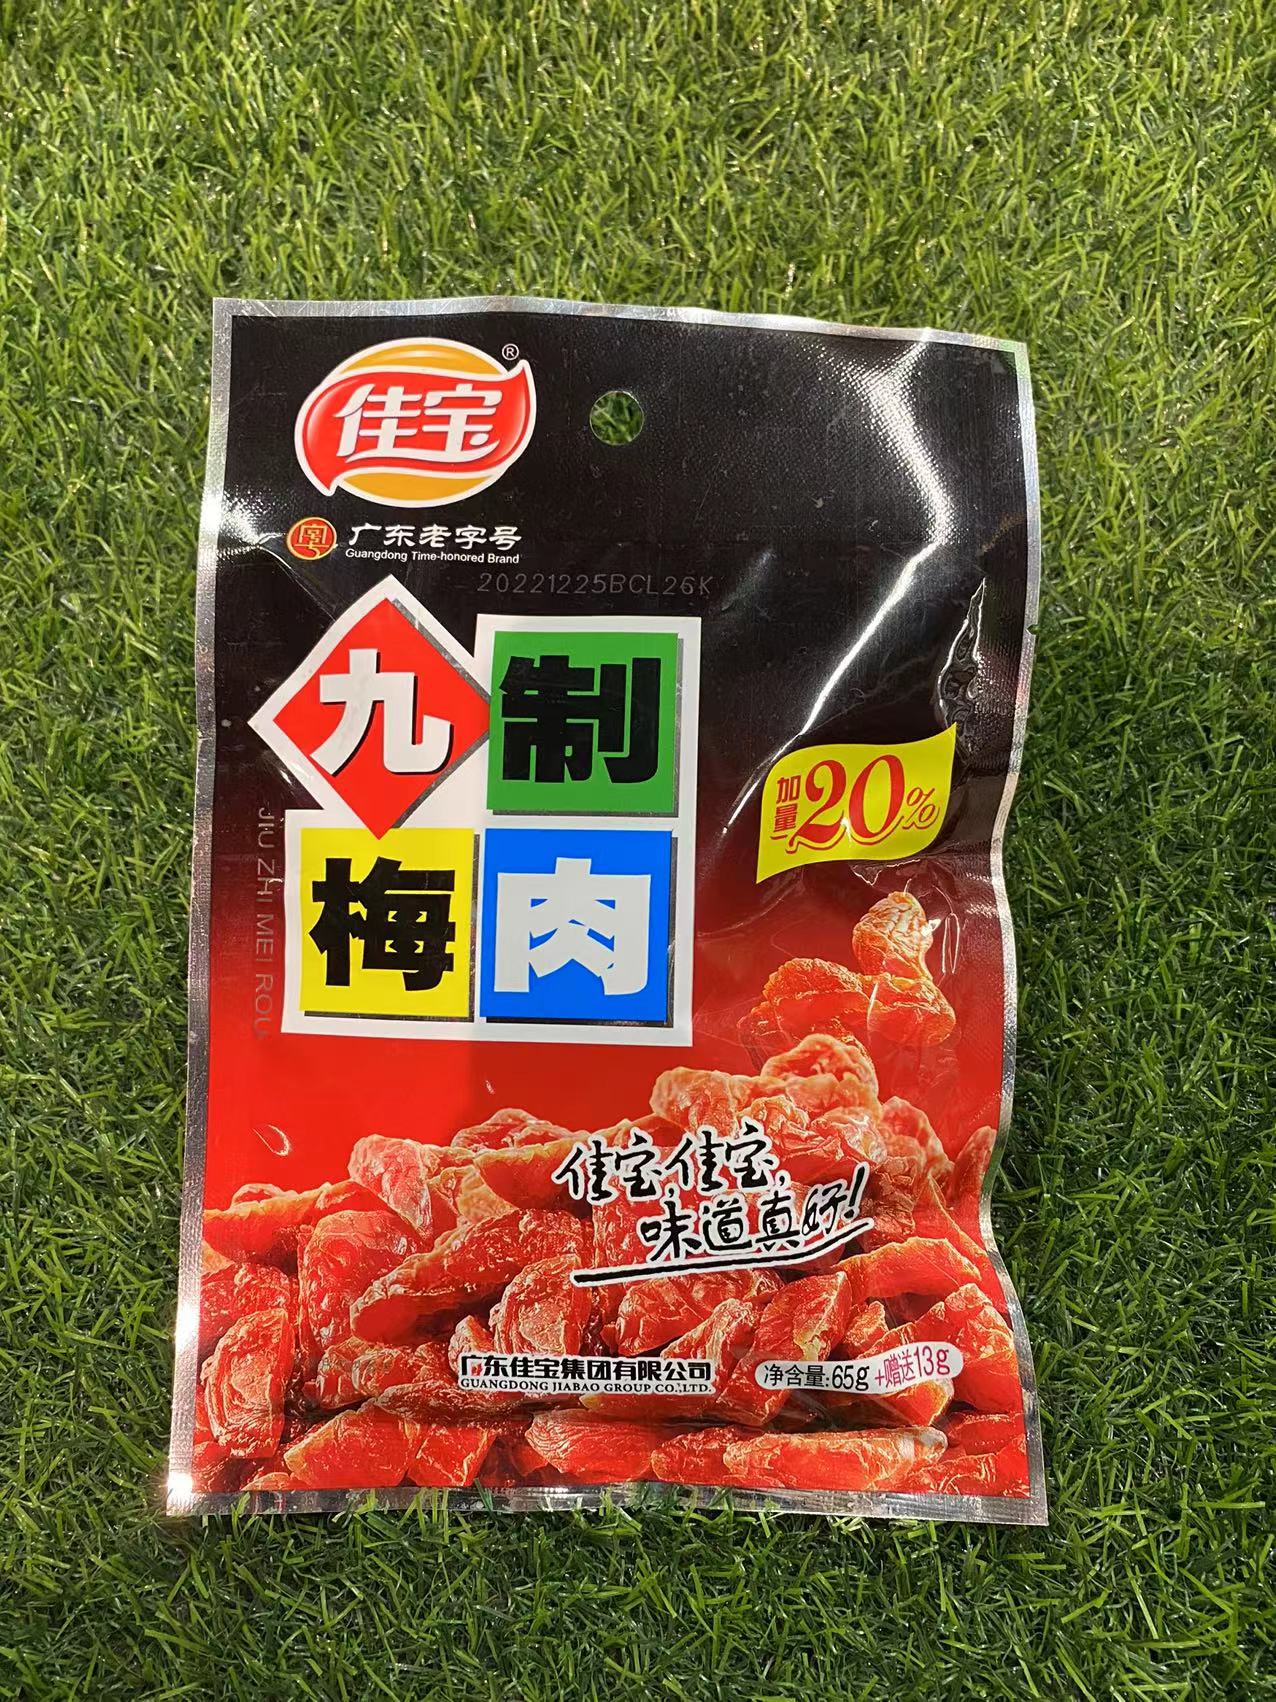 佳宝®
广东老字号
Guangdong Time-honored Brand
20221225BCL26K
九制
梅肉
JIU ZHI MEI ROU
加量20%
佳宝,佳宝,
味道真好!
广东佳宝集团有限公司
GUANGDONG JIABAO GROUP CO.,LTD.
净含量:65g+赠送13g